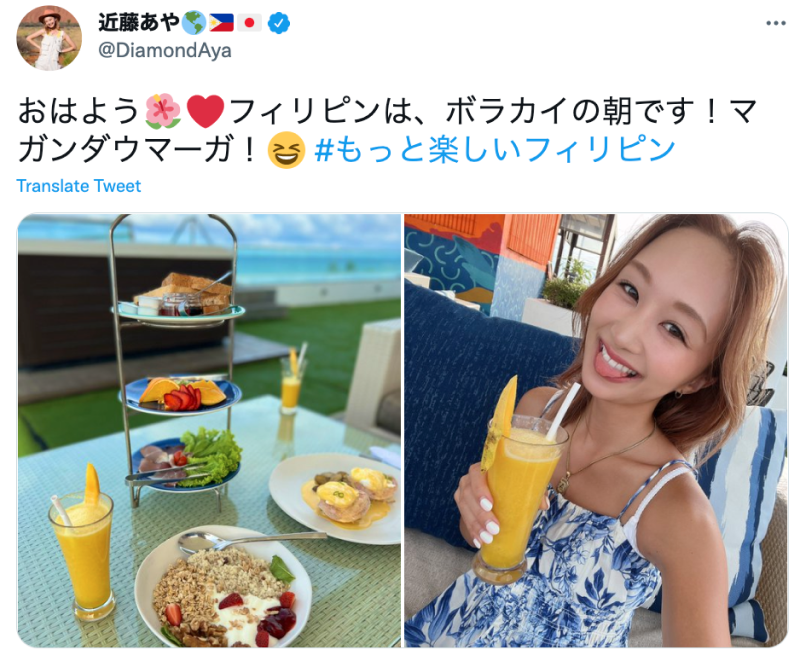 近藤あや🌎🇵🇭🇯🇵
@DiamondAya
おはよう🌺❤️フィリピンは、ボラカイの朝です！マ
ガンダウマーガ！😆 #もっと楽しいフィリピン
Translate Tweet